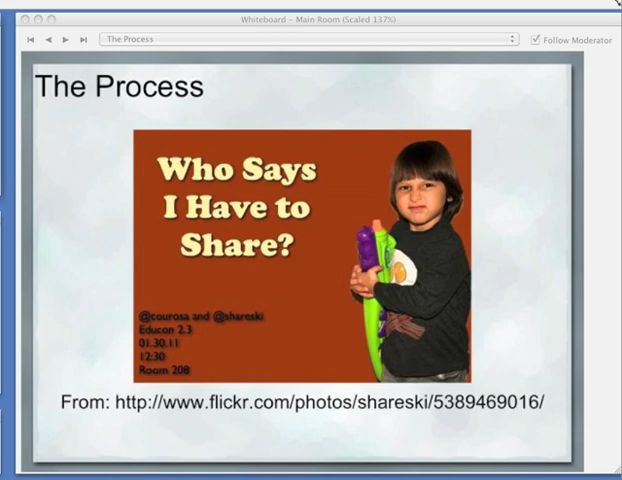 Whiteboard – Main Room (Scaled 137%)
The Process
Follow Moderator
The Process
Who Says
I Have to
Share?
@courosa and @shareski
Educon 2.3
01.30.11
12:30
Room 208
From: http://www.flickr.com/photos/shareski/5389469016/